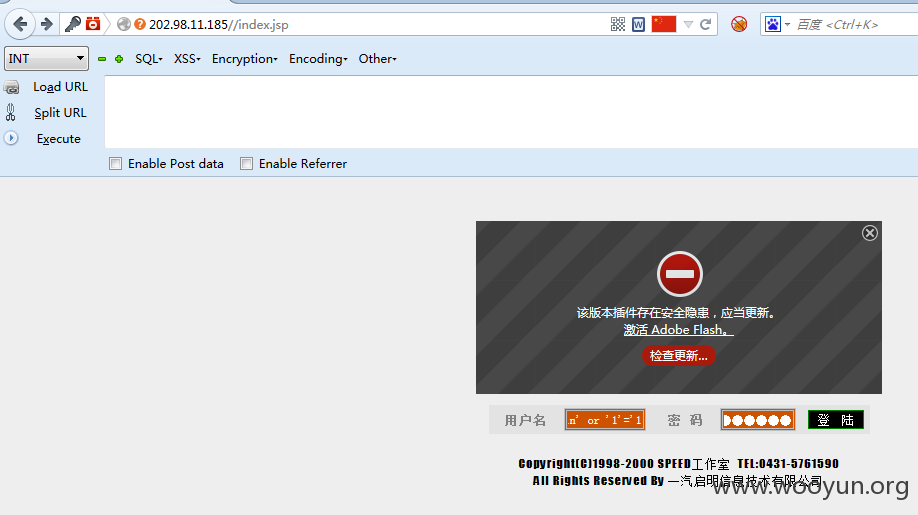 202.98.11.185//index.jsp
百度 <Ctrl+K>
INT SQL XSS Encryption Encoding Other
Load URL
Split URL
Execute
Enable Post data Enable Referrer
该版本插件存在安全隐患，应当更新。
激活 Adobe Flash。
检查更新...
用户名 n' or '1'='1 密 码 登 陆
Copyright(C)1998-2000 SPEED工作室 TEL:0431-5761590
All Rights Reserved By 一汽启明信息技术有限公司
www.wooyun.org